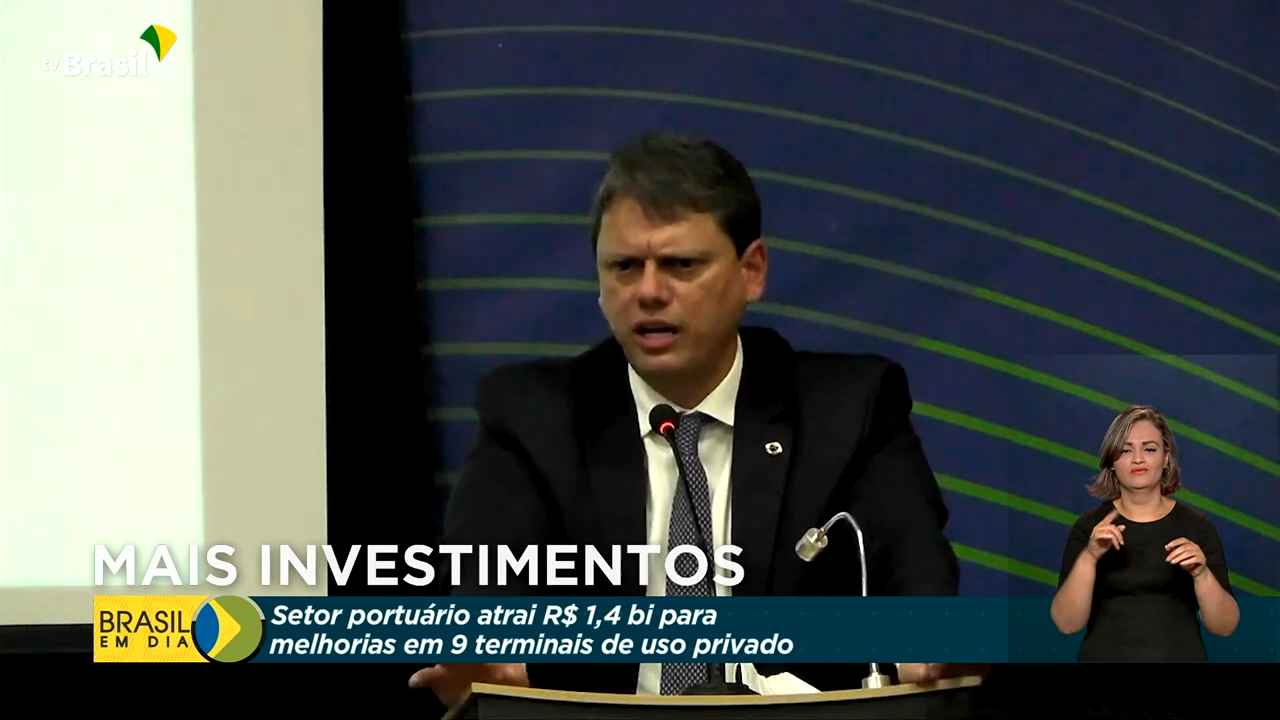 tv Brasil
MAIS INVESTIMENTOS
BRASIL
EM DIA
Setor portuário atrai R$ 1,4 bi para
melhorias em 9 terminais de uso privado